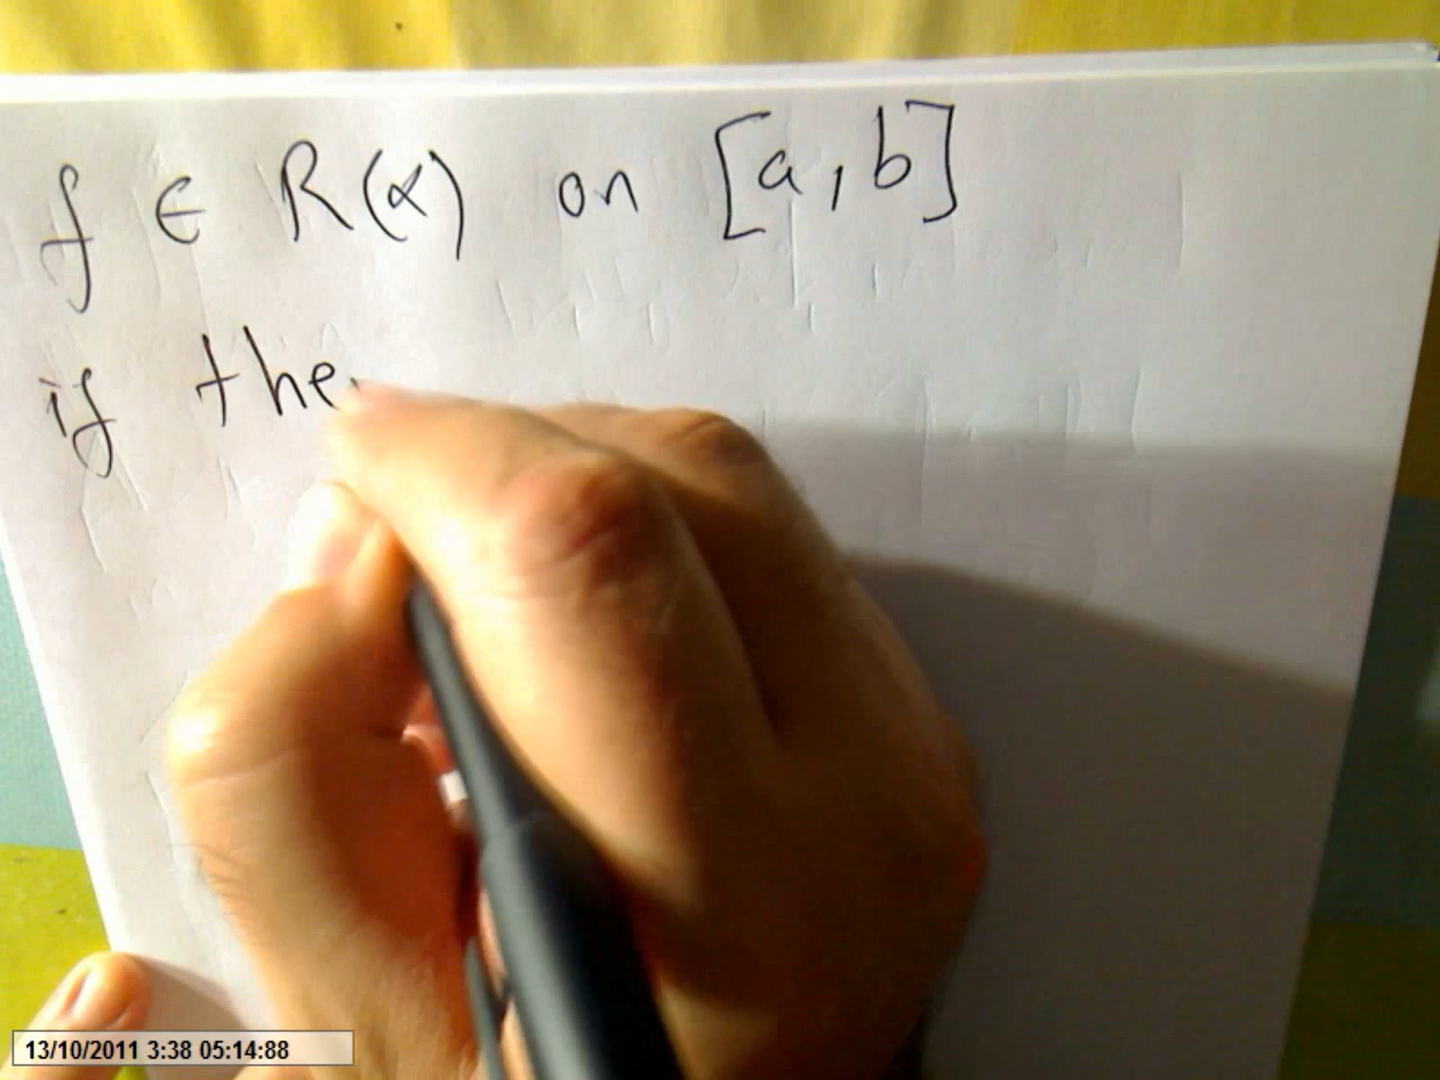 f ∈ R(α) on [a, b]
if the
13/10/2011 3:38 05:14:88